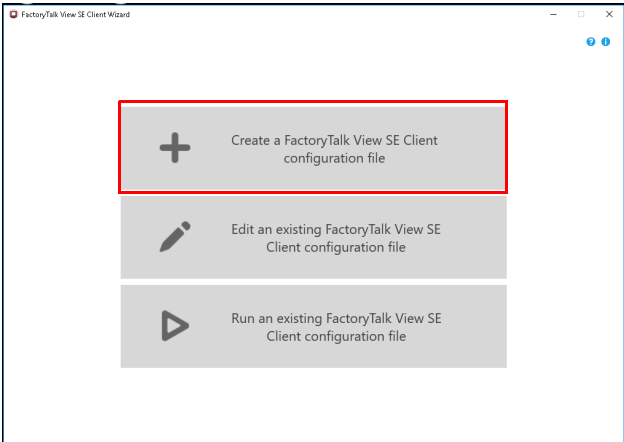 FactoryTalk View SE Client Wizard
Create a FactoryTalk View SE Client
configuration file
Edit an existing FactoryTalk View SE
Client configuration file
Run an existing FactoryTalk View SE
Client configuration file